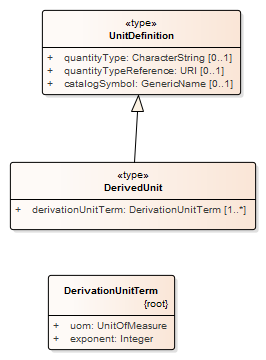 «type»
UnitDefinition
+ quantityType: CharacterString [0..1]
+ quantityTypeReference: URI [0..1]
+ catalogSymbol: GenericName [0..1]
«type»
DerivedUnit
+ derivationUnitTerm: DerivationUnitTerm [1..*]
DerivationUnitTerm
{root}
+ uom: UnitOfMeasure
+ exponent: Integer